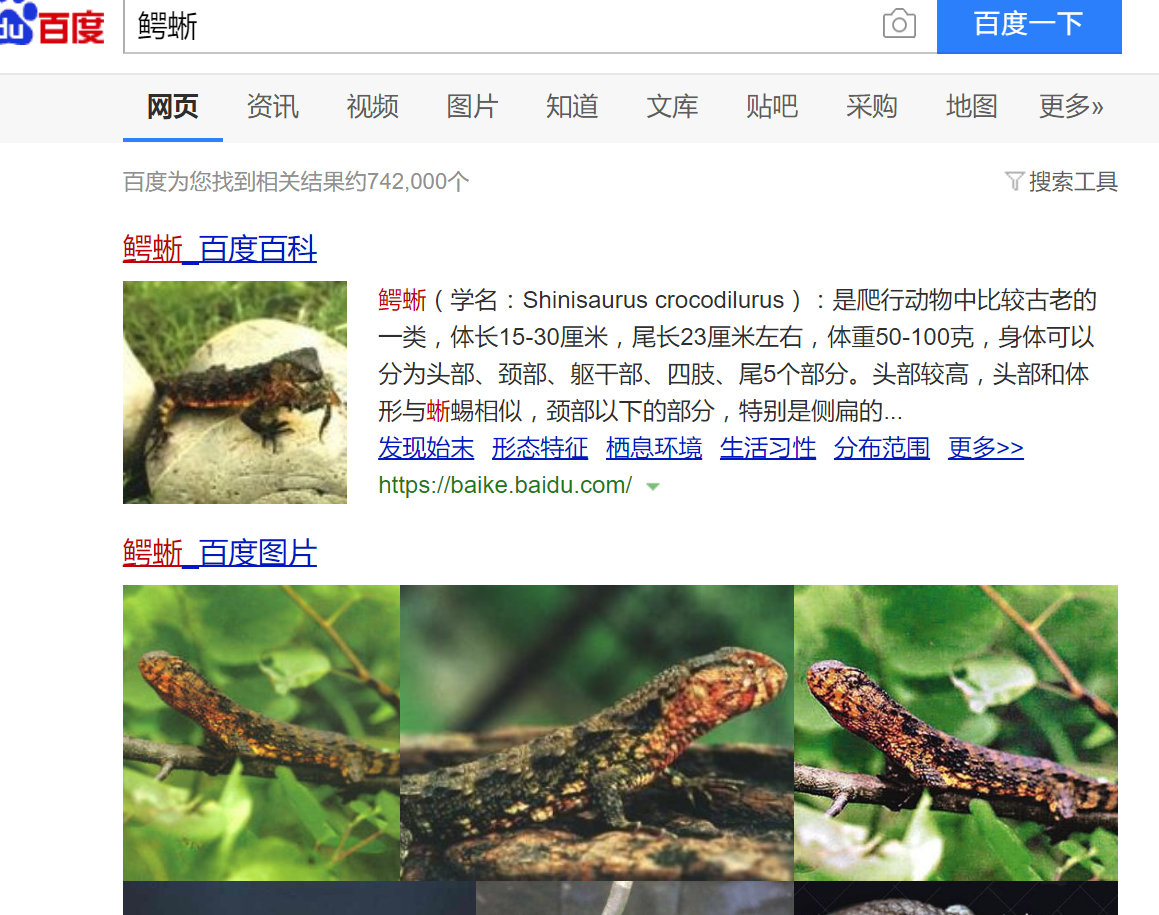 du百度
鳄蜥
百度一下
网页 资讯 视频 图片 知道 文库 贴吧 采购 地图 更多»
百度为您找到相关结果约742,000个
搜索工具
鳄蜥_百度百科
鳄蜥（学名：Shinisaurus crocodilurus）：是爬行动物中比较古老的
一类，体长15-30厘米，尾长23厘米左右，体重50-100克，身体可以
分为头部、颈部、躯干部、四肢、尾5个部分。头部较高，头部和体
形与蜥蜴相似，颈部以下的部分，特别是侧扁的...
发现始末 形态特征 栖息环境 生活习性 分布范围 更多>>
https://baike.baidu.com/
鳄蜥_百度图片